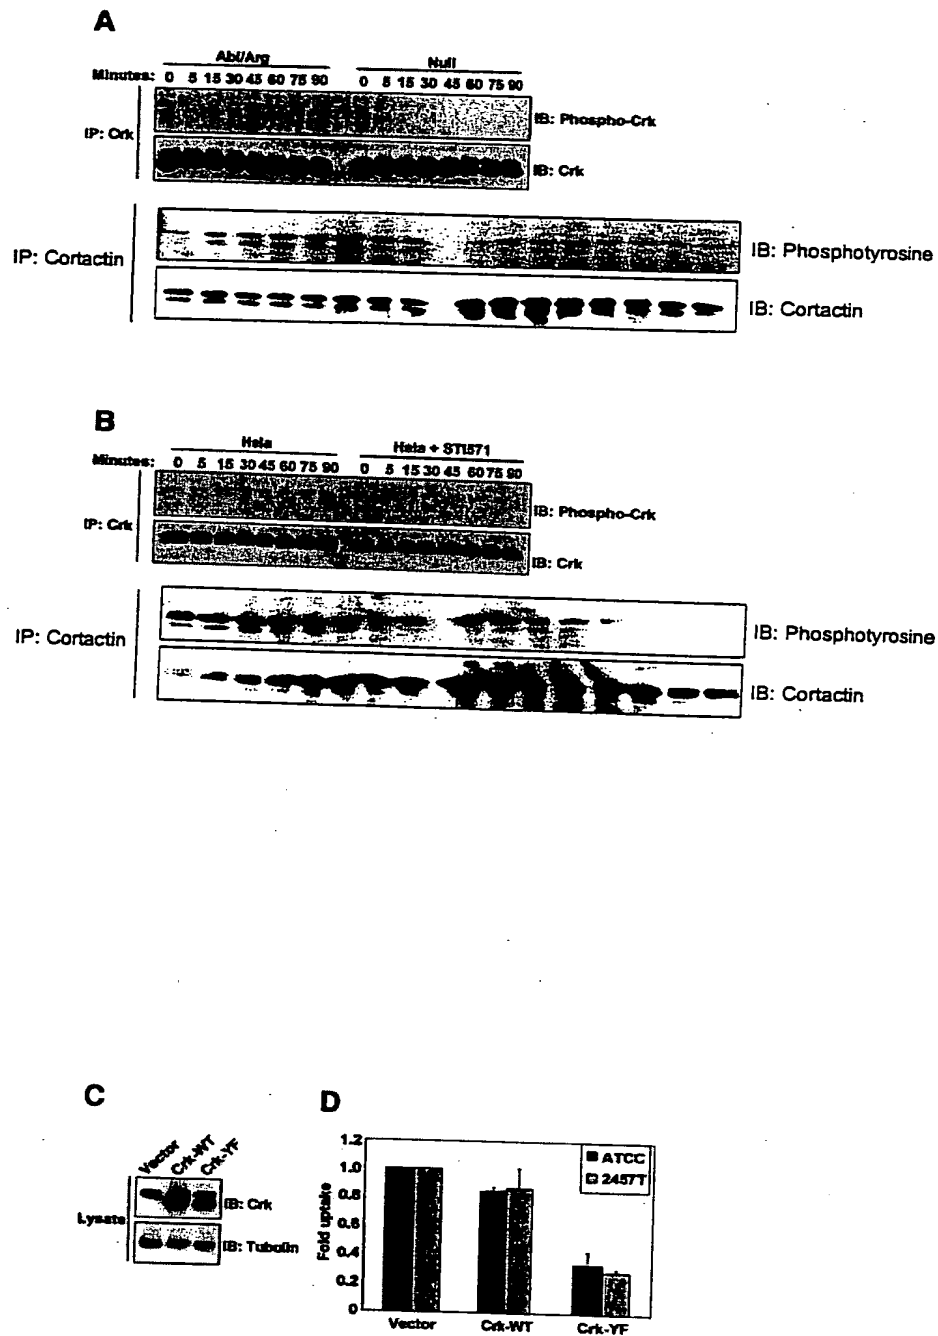 A
Abl/Arg
Null
Minutes: 0 5 15 30 45 60 75 90 0 5 15 30 45 60 75 90
IP: Crk
IB: Phospho-Crk
IB: Crk
IP: Cortactin
IB: Phosphotyrosine
IB: Cortactin
B
Hela
Hela + STI571
Minutes: 0 5 15 30 45 60 75 90 0 5 15 30 45 60 75 90
IP: Crk
IB: Phospho-Crk
IB: Crk
IP: Cortactin
IB: Phosphotyrosine
IB: Cortactin
C
Vector Crk-WT Crk-YF
Lysate
IB: Crk
IB: Tubulin
D
Fold uptake
1.2
1.0
0.8
0.6
0.4
0.2
0
ATCC
2457T
Vector Crk-WT Crk-YF